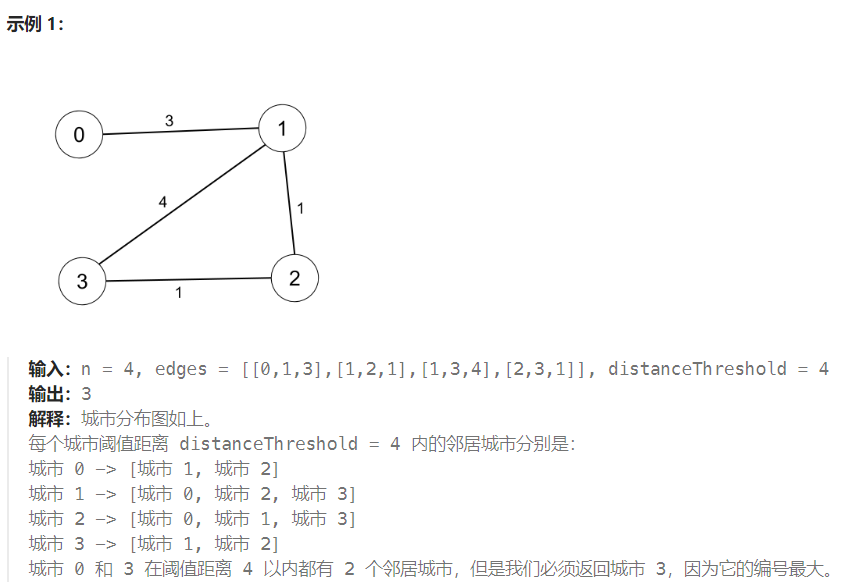 示例 1：
3
0
1
4
1
3
2
1
输入：n = 4, edges = [[0,1,3],[1,2,1],[1,3,4],[2,3,1]], distanceThreshold = 4
输出：3
解释：城市分布图如上。
每个城市阈值距离 distanceThreshold = 4 内的邻居城市分别是：
城市 0 -> [城市 1, 城市 2]
城市 1 -> [城市 0, 城市 2, 城市 3]
城市 2 -> [城市 0, 城市 1, 城市 3]
城市 3 -> [城市 1, 城市 2]
城市 0 和 3 在阈值距离 4 以内都有 2 个邻居城市，但是我们必须返回城市 3，因为它的编号最大。